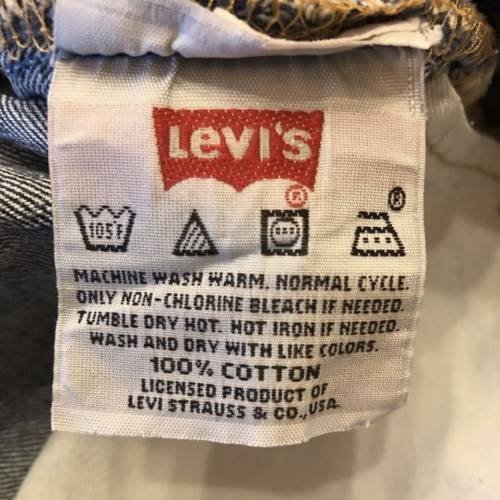 Levi's
®
®
105F
MACHINE WASH WARM. NORMAL CYCLE.
ONLY NON-CHLORINE BLEACH IF NEEDED.
TUMBLE DRY HOT. HOT IRON IF NEEDED.
WASH AND DRY WITH LIKE COLORS.
100% COTTON
LICENSED PRODUCT OF
LEVI STRAUSS & CO., USA.